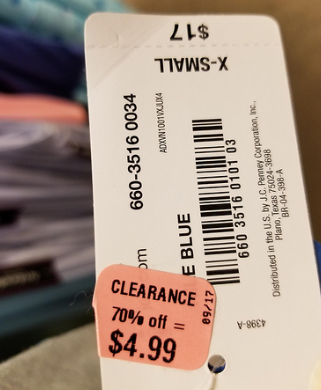 $17
X-SMALL
660-3516 0034
ADXVN1001VXJUX4
660 3516 0101 03
Distributed in the U.S. by J.C. Penney Corporation, Inc.,
Plano, Texas 75024-3698
BR-04-398-A
4398-A
om
E BLUE
CLEARANCE
70% off =
$4.99
09/17